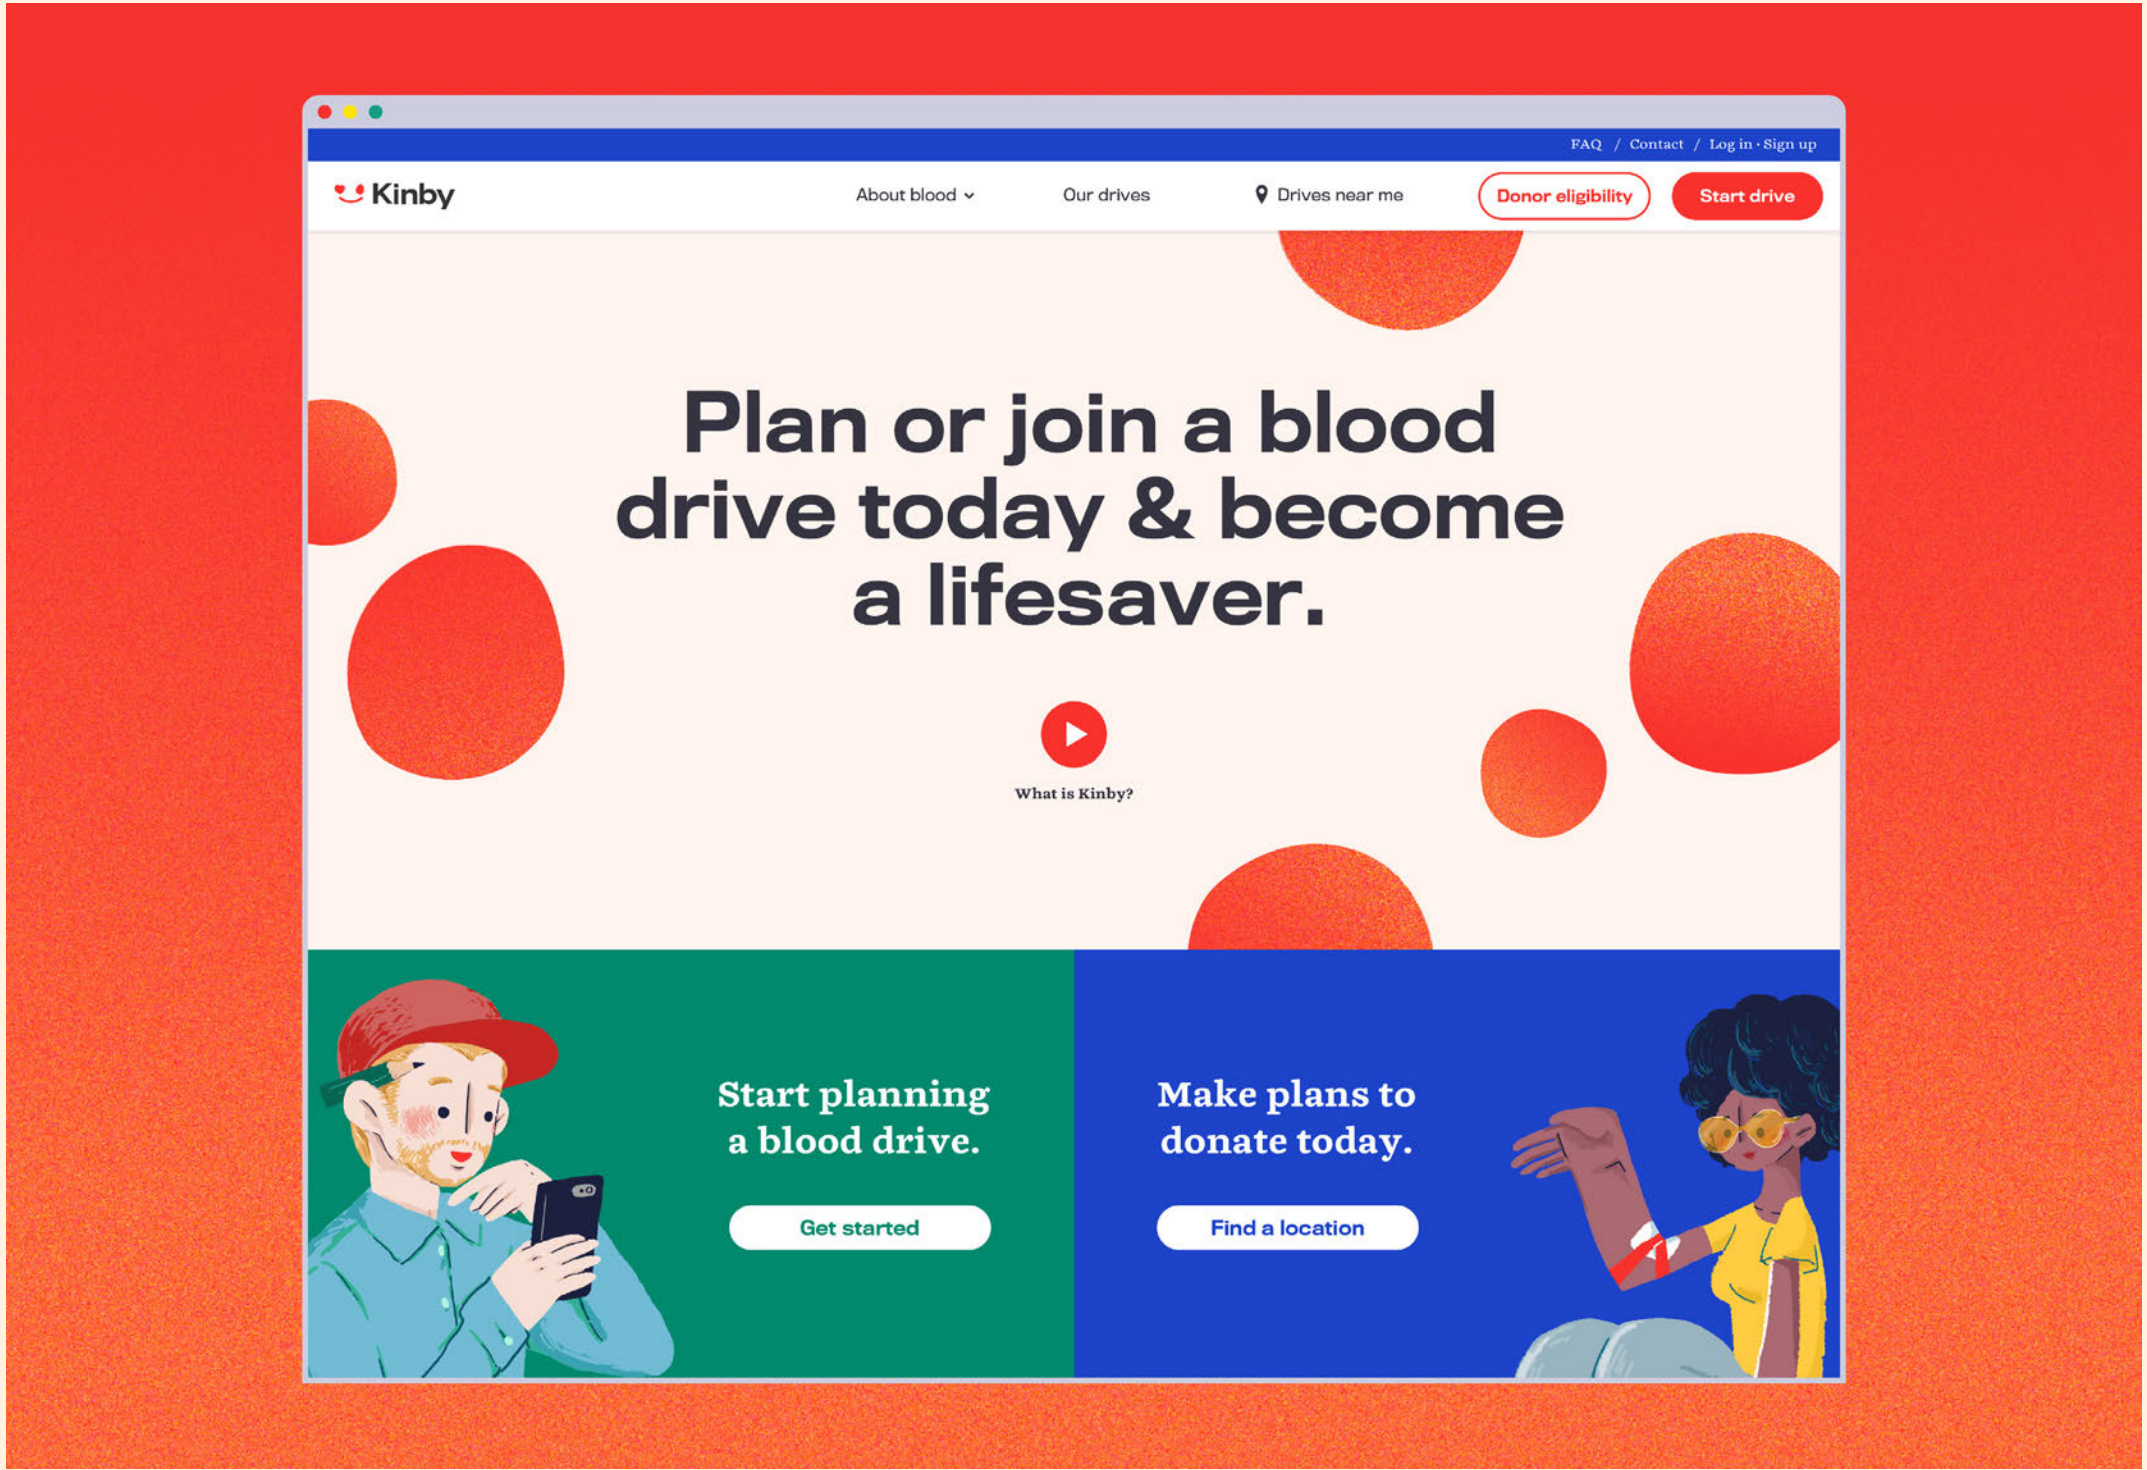 FAQ / Contact / Log in · Sign up
Kinby
About blood
Our drives
Drives near me
Donor eligibility
Start drive
Plan or join a blood
drive today & become
a lifesaver.
What is Kinby?
Start planning
a blood drive.
Get started
Make plans to
donate today.
Find a location